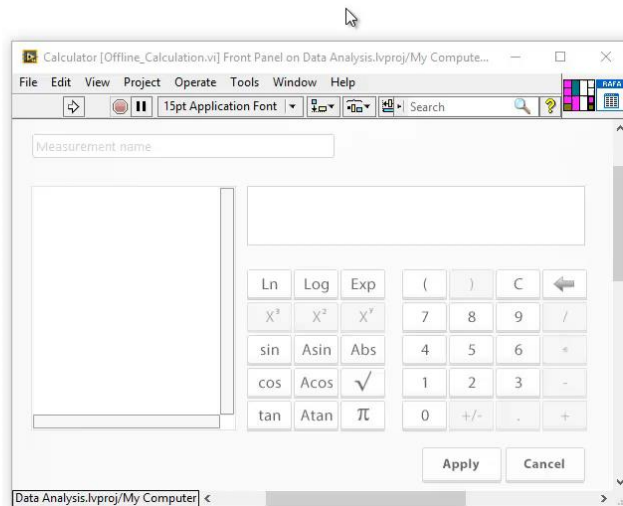 Calculator [Offline_Calculation.vi] Front Panel on Data Analysis.lvproj/My Compute...
File Edit View Project Operate Tools Window Help
15pt Application Font Search ?
RAFA
Measurement name
Ln Log Exp ( ) C
X³ X² Xʸ 7 8 9 /
sin Asin Abs 4 5 6 *
cos Acos √ 1 2 3 -
tan Atan π 0 +/- . +
Apply Cancel
Data Analysis.lvproj/My Computer